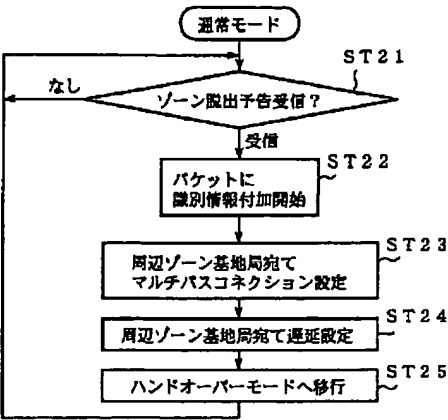 通常モード
ST21
なし
ゾーン脱出予告受信？
受信
ST22
パケットに
識別情報付加開始
ST23
周辺ゾーン基地局宛て
マルチパスコネクション設定
ST24
周辺ゾーン基地局宛て遅延設定
ST25
ハンドオーバーモードへ移行